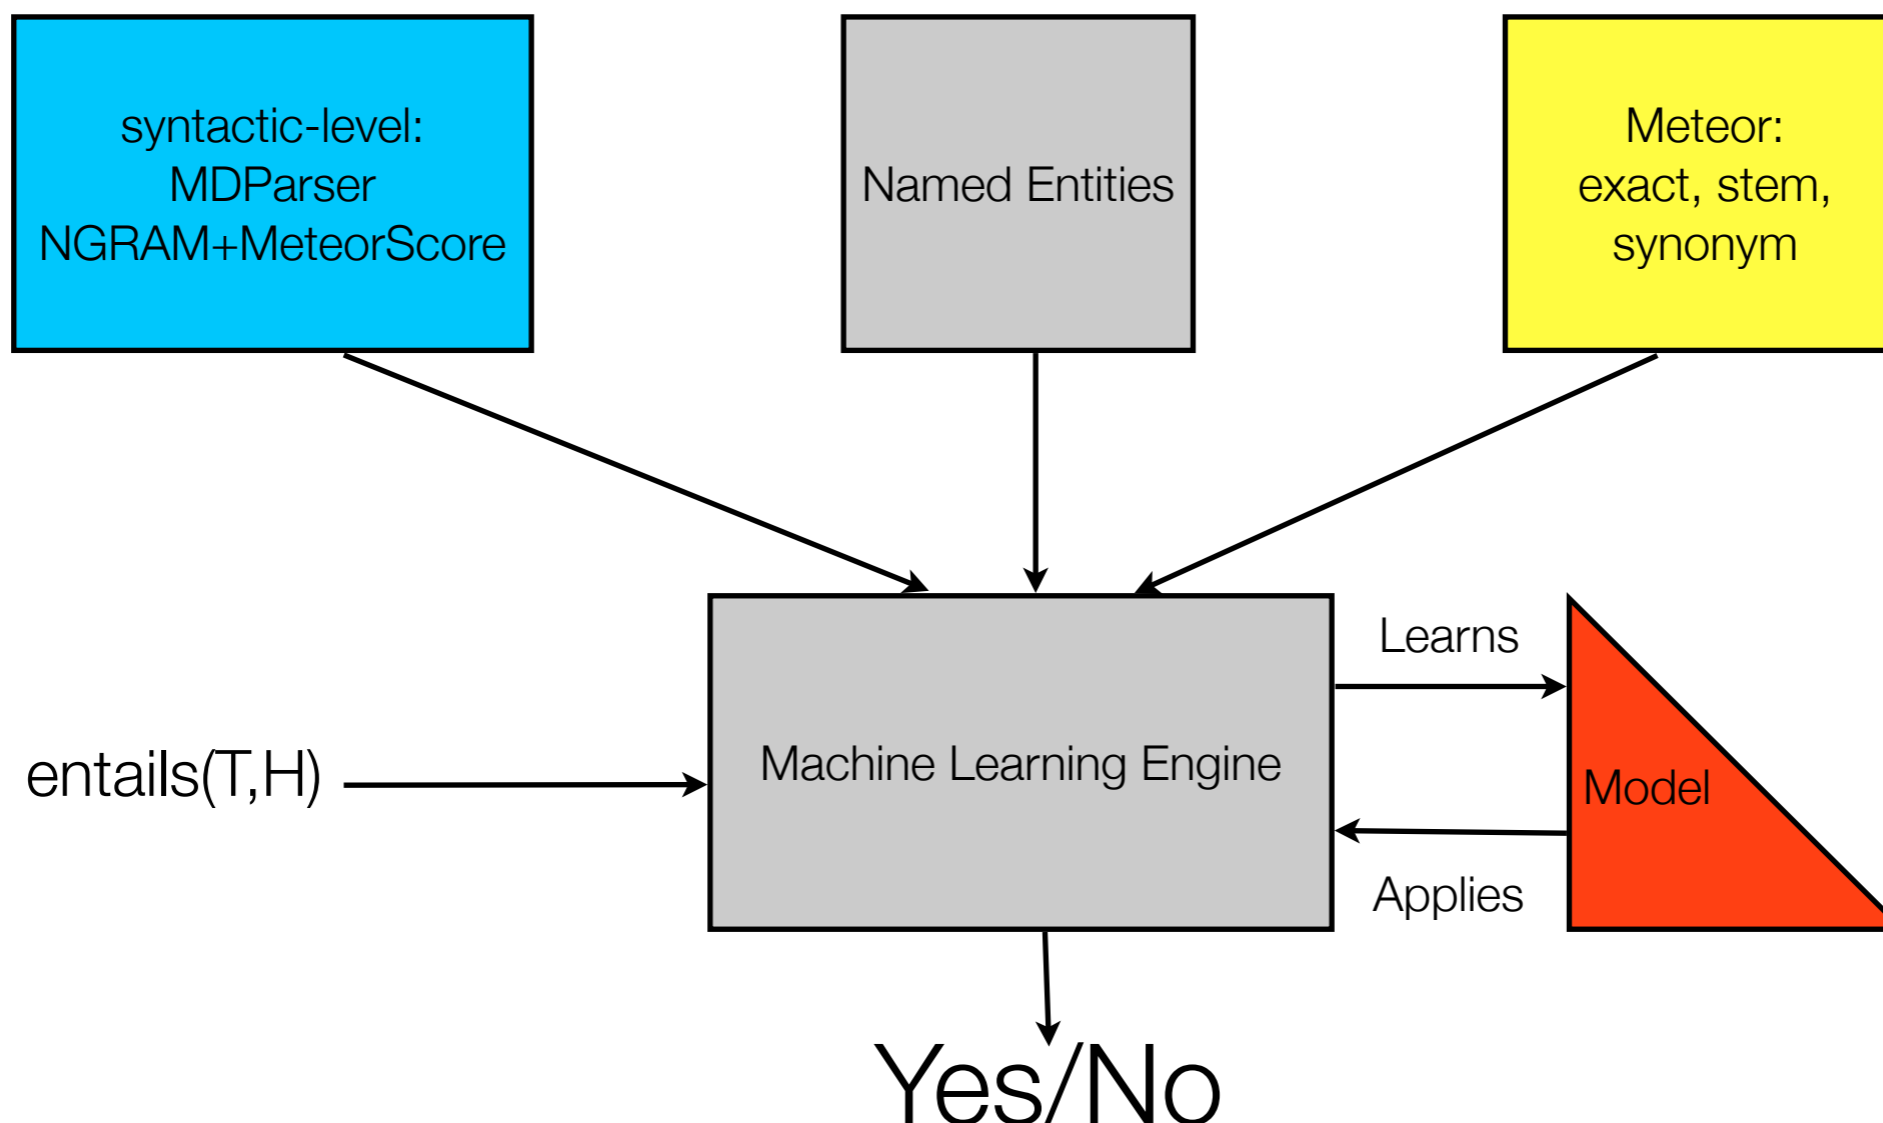 syntactic-level:
MDParser
NGRAM+MeteorScore
Named Entities
Meteor:
exact, stem,
synonym
Learns
entails(T,H)
Machine Learning Engine
Model
Applies
Yes/No